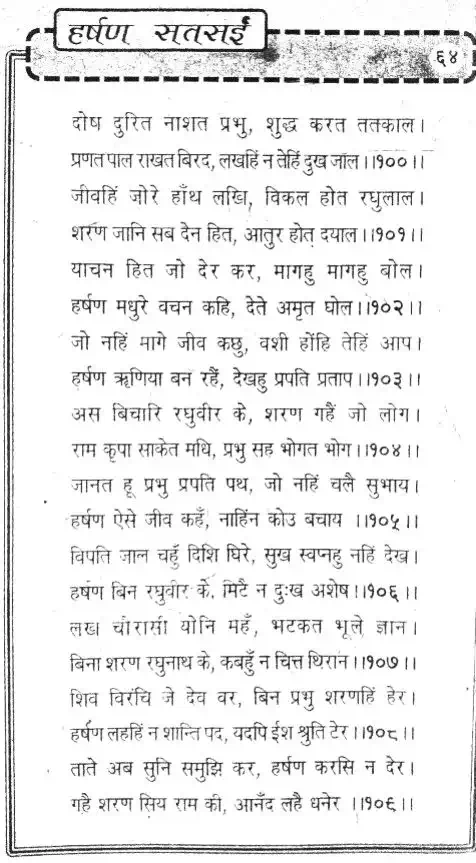 हर्षण सतसई
६४
दोष दुरित नाशत प्रभु, शुद्ध करत ततकाल।
प्रणत पाल राखत बिरद, लखहिं न तेहिं दुख जाल।।१००।।
जीवहिं जोरे हाँथ लखि, विकल होत रघुलाल।
शरण जानि सब देन हित, आतुर होत दयाल।।१०१।।
याचन हित जो देर कर, मागहु मागहु बोल।
हर्षण मधुरे वचन कहि, देते अमृत घोल।।१०२।।
जो नहिं मागे जीव कछु, वशी होंहि तेहिं आप।
हर्षण ऋणिया बन रहैं, देखहु प्रपति प्रताप।।१०३।।
अस बिचारि रघुवीर के, शरण गहैं जो लोग।
राम कृपा साकेत मधि, प्रभु सह भोगत भोग।।१०४।।
जानत हू प्रभु प्रपति पथ, जो नहिं चलै सुभाय।
हर्षण ऐसे जीव कहँ, नाहिंन कोउ बचाय ।।१०५।।
विपति जाल चहुँ दिशि घिरे, सुख स्वप्नहु नहिं देख।
हर्षण बिन रघुवीर के, मिटै न दुःख अशेष।।१०६।।
लख चौरासी योनि महँ, भटकत भूले ज्ञान।
बिना शरण रघुनाथ के, कबहुँ न चित्त थिरान।।१०७।।
शिव विरंचि जे देव वर, बिन प्रभु शरणहिं हेर।
हर्षण लहहिं न शान्ति पद, यदपि ईश श्रुति टेर।।१०८।।
ताते अब सुनि समुझि कर, हर्षण करसि न देर।
गहै शरण सिय राम की, आनँद लहै धनेर ।।१०६।।